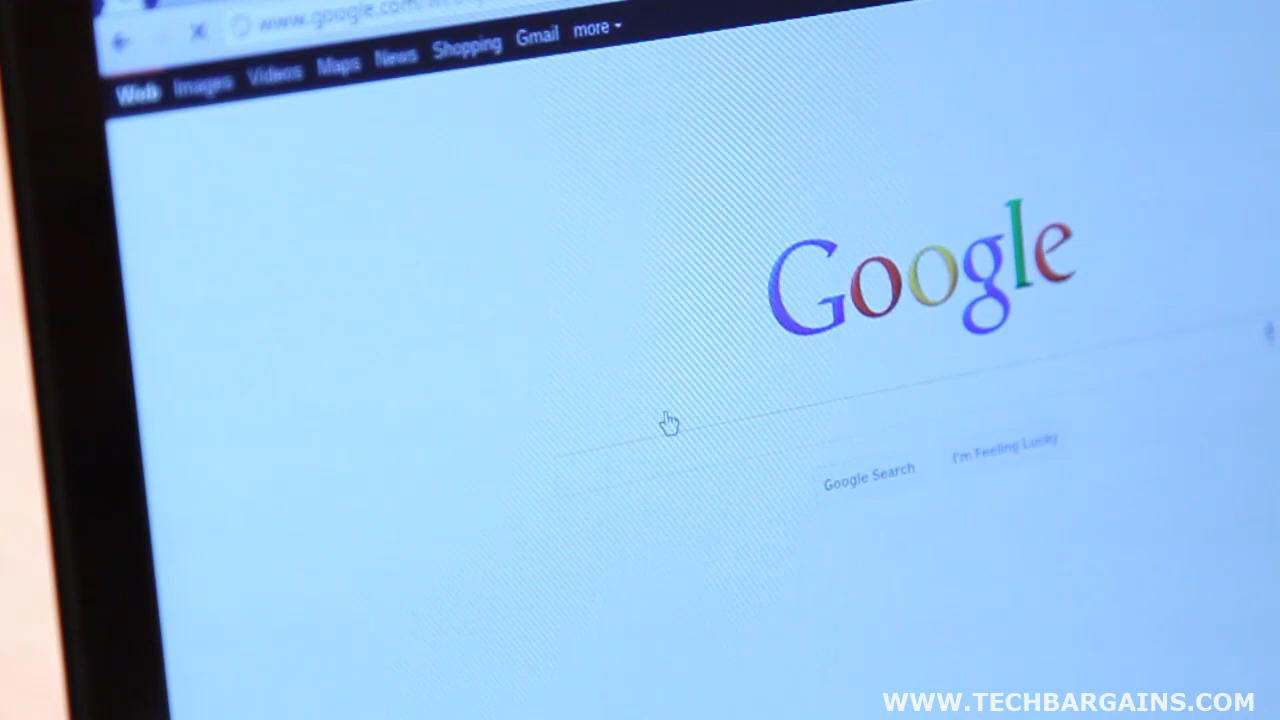 www.google.com
Web Images Videos Maps News Shopping Gmail more
Google
Google Search I'm Feeling Lucky
WWW.TECHBARGAINS.COM